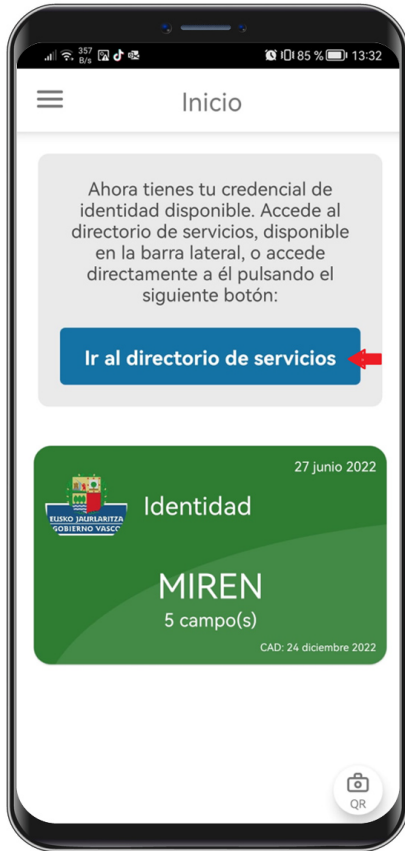 357
B/s
85 %
13:32
Inicio
Ahora tienes tu credencial de
identidad disponible. Accede al
directorio de servicios, disponible
en la barra lateral, o accede
directamente a él pulsando el
siguiente botón:
Ir al directorio de servicios
27 junio 2022
EUSKO JAURLARITZA
GOBIERNO VASCO
Identidad
MIREN
5 campo(s)
CAD: 24 diciembre 2022
QR